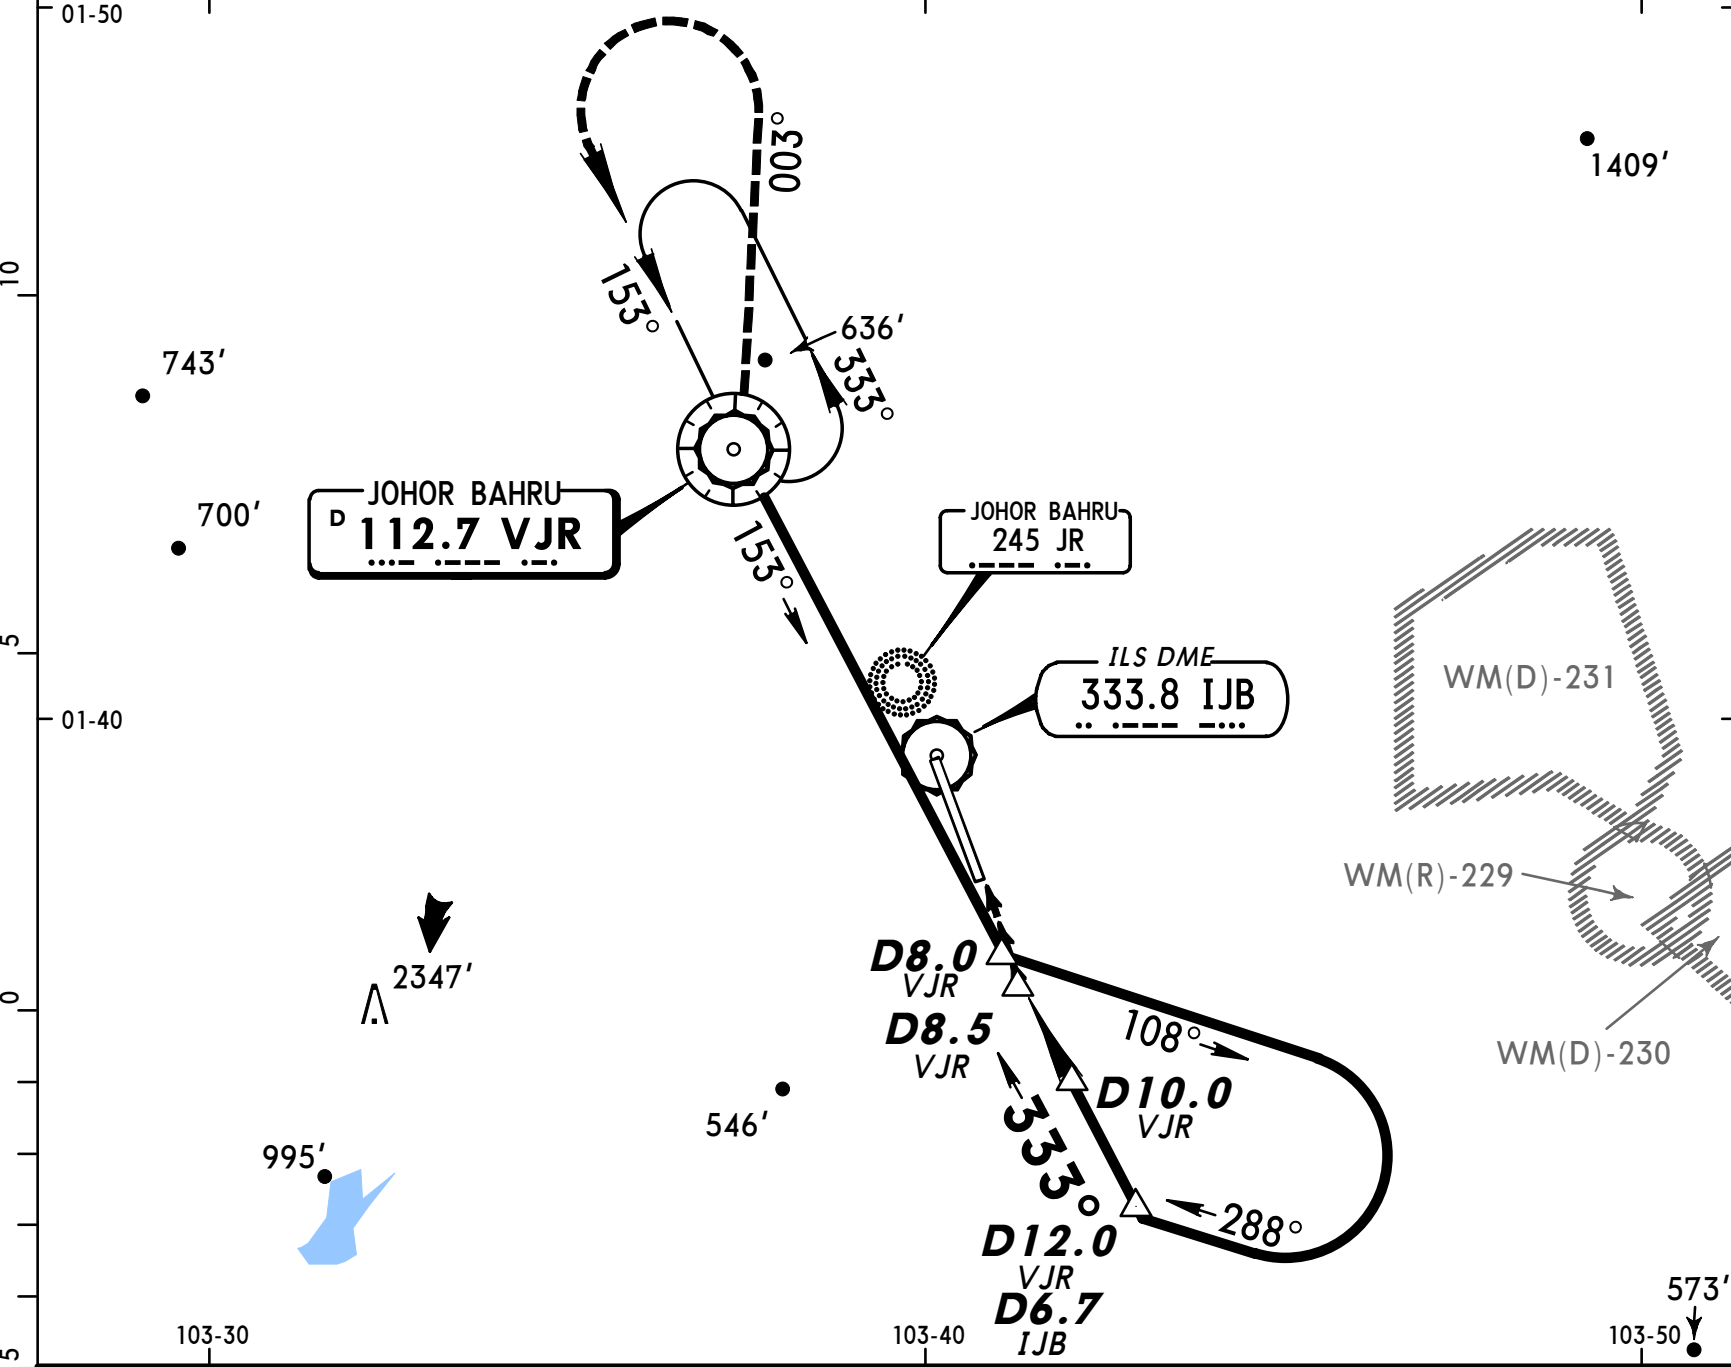 01-50
003°
1409'
10
153°
636'
333°
743'
JOHOR BAHRU
D 112.7 VJR
700'
153°
JOHOR BAHRU
245 JR
5
ILS DME
333.8 IJB
WM(D)-231
01-40
WM(R)-229
D8.0
VJR
2347'
0
D8.5
VJR
108°
WM(D)-230
D10.0
VJR
333°
546'
995'
288°
D12.0
VJR
D6.7
IJB
573'
103-30
103-40
103-50
5